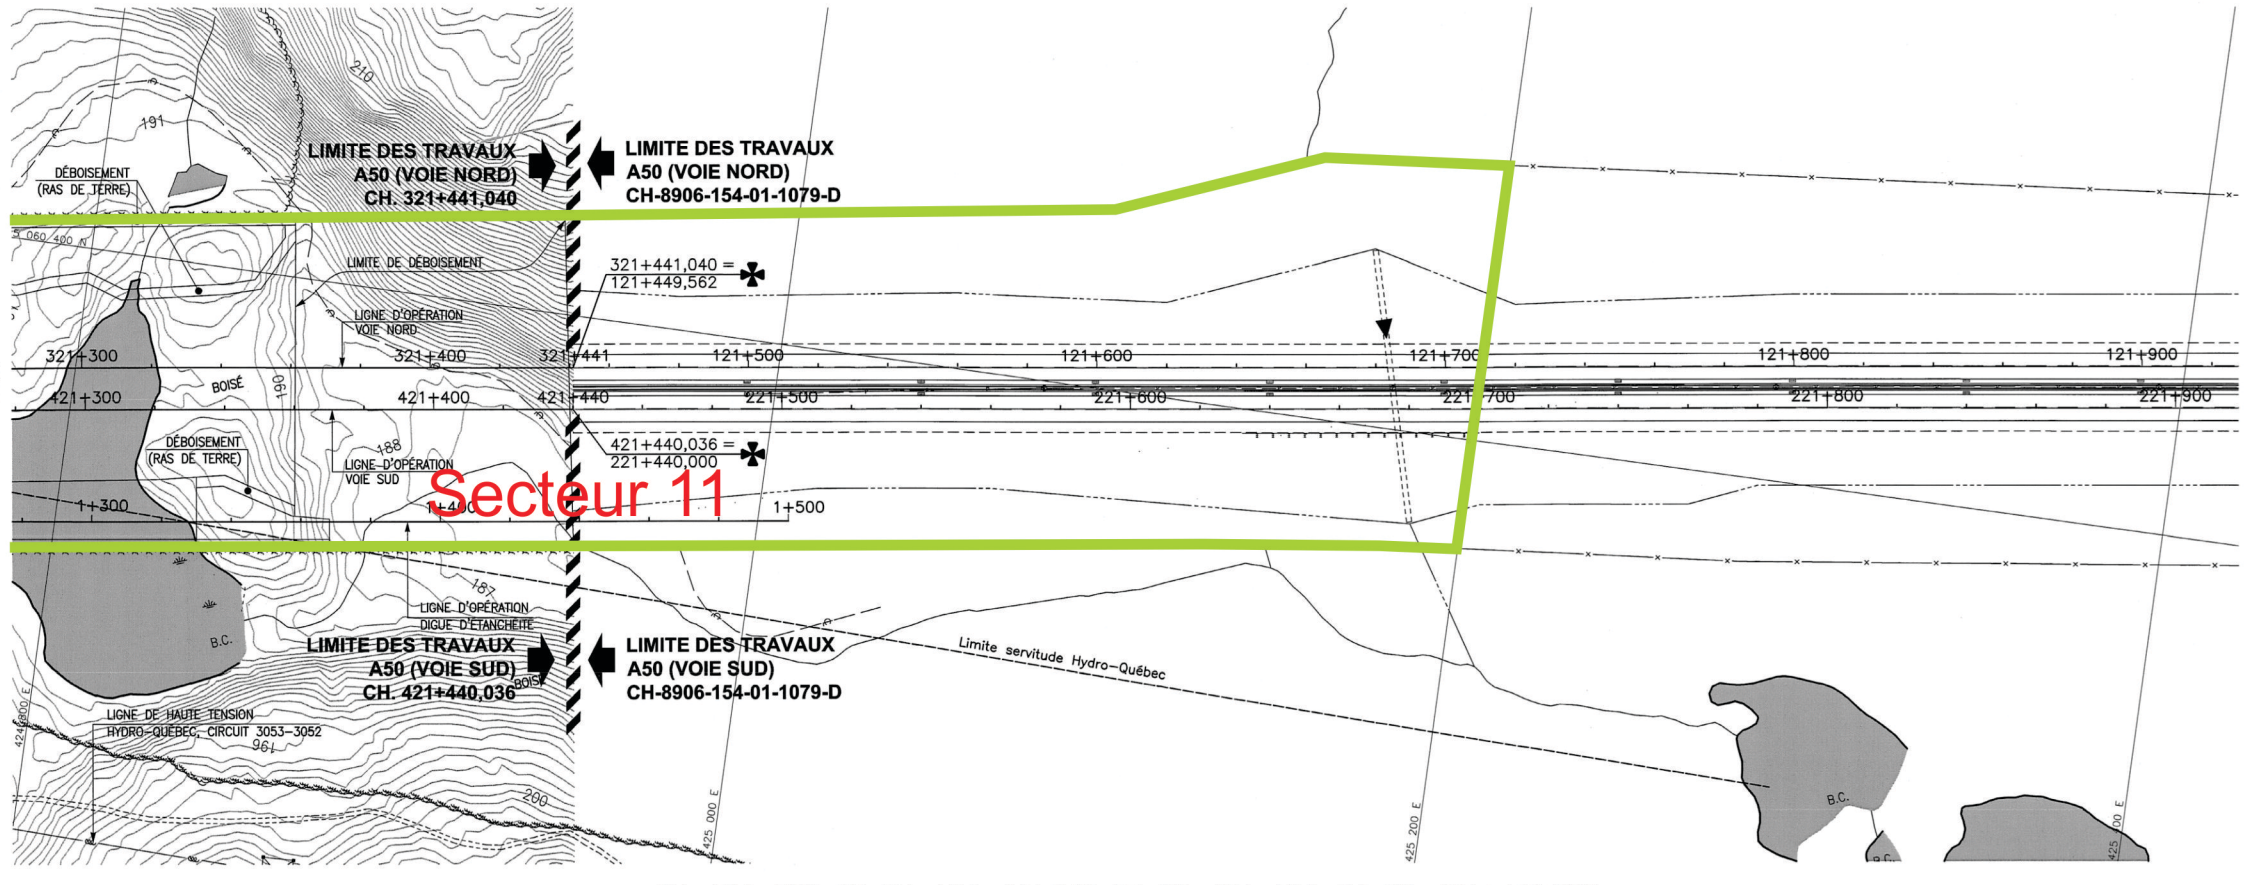 210
191
LIMITE DES TRAVAUX
A50 (VOIE NORD)
CH. 321+441,040
LIMITE DES TRAVAUX
A50 (VOIE NORD)
CH-8906-154-01-1079-D
DÉBOISEMENT
(RAS DE TERRE)
5 060 400 N
LIMITE DE DÉBOISEMENT
321+441,040 =
121+449,562
LIGNE D'OPÉRATION
VOIE NORD
321+300
321+400
321+441
121+500
121+600
121+700
121+800
121+900
BOISÉ
190
421+300
421+400
421+440
221+500
221+600
221+700
221+800
221+900
DÉBOISEMENT
(RAS DE TERRE)
188
LIGNE D'OPÉRATION
VOIE SUD
421+440,036 =
221+440,000
Secteur 11
1+300
1+400
1+500
187
LIGNE D'OPÉRATION
DIGUE D'ÉTANCHÉITÉ
B.C.
LIMITE DES TRAVAUX
A50 (VOIE SUD)
CH. 421+440,036
BOISÉ
LIMITE DES TRAVAUX
A50 (VOIE SUD)
CH-8906-154-01-1079-D
Limite servitude Hydro-Québec
LIGNE DE HAUTE TENSION
HYDRO-QUÉBEC, CIRCUIT 3053-3052
196
200
424 800 E
425 000 E
425 200 E
B.C.
B.C.